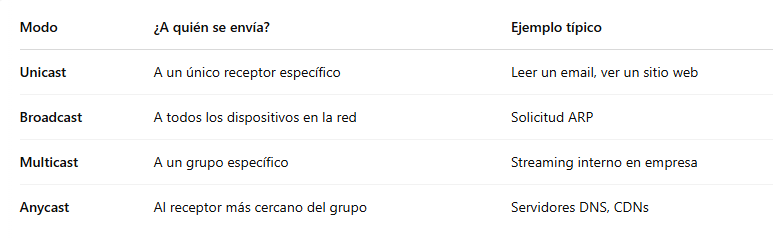 Modo ¿A quién se envía? Ejemplo típico
Unicast A un único receptor específico Leer un email, ver un sitio web
Broadcast A todos los dispositivos en la red Solicitud ARP
Multicast A un grupo específico Streaming interno en empresa
Anycast Al receptor más cercano del grupo Servidores DNS, CDNs